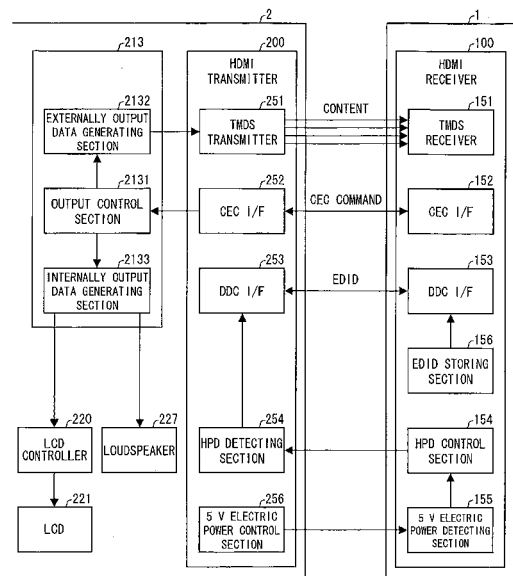 2
1
213
200
100
HDMI
TRANSMITTER
HDMI
RECEIVER
2132
EXTERNALLY OUTPUT
DATA GENERATING
SECTION
251
TMDS
TRANSMITTER
CONTENT
151
TMDS
RECEIVER
2131
OUTPUT CONTROL
SECTION
252
CEC I/F
CEC COMMAND
152
CEC I/F
2133
INTERNALLY OUTPUT
DATA GENERATING
SECTION
253
DDC I/F
EDID
153
DDC I/F
156
EDID STORING
SECTION
220
LCD
CONTROLLER
227
LOUDSPEAKER
254
HPD DETECTING
SECTION
154
HPD CONTROL
SECTION
221
LCD
256
5 V ELECTRIC
POWER CONTROL
SECTION
155
5 V ELECTRIC
POWER DETECTING
SECTION